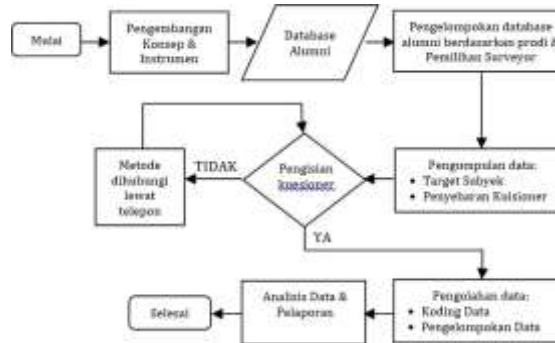 Mulai
Pengembangan
Konsep &
Instrumen
Database
Alumni
Pengelompokan database
alumni berdasarkan prodi &
Pemilihan Surveyor
Metode
dihubungi
lewat
telepon
TIDAK
Pengisian
kuesioner
Pengumpulan data:
• Target Subyek
• Penyebaran Kuisioner
YA
Selesai
Analisis Data &
Pelaporan
Pengolahan data:
• Koding Data
• Pengelompokan Data